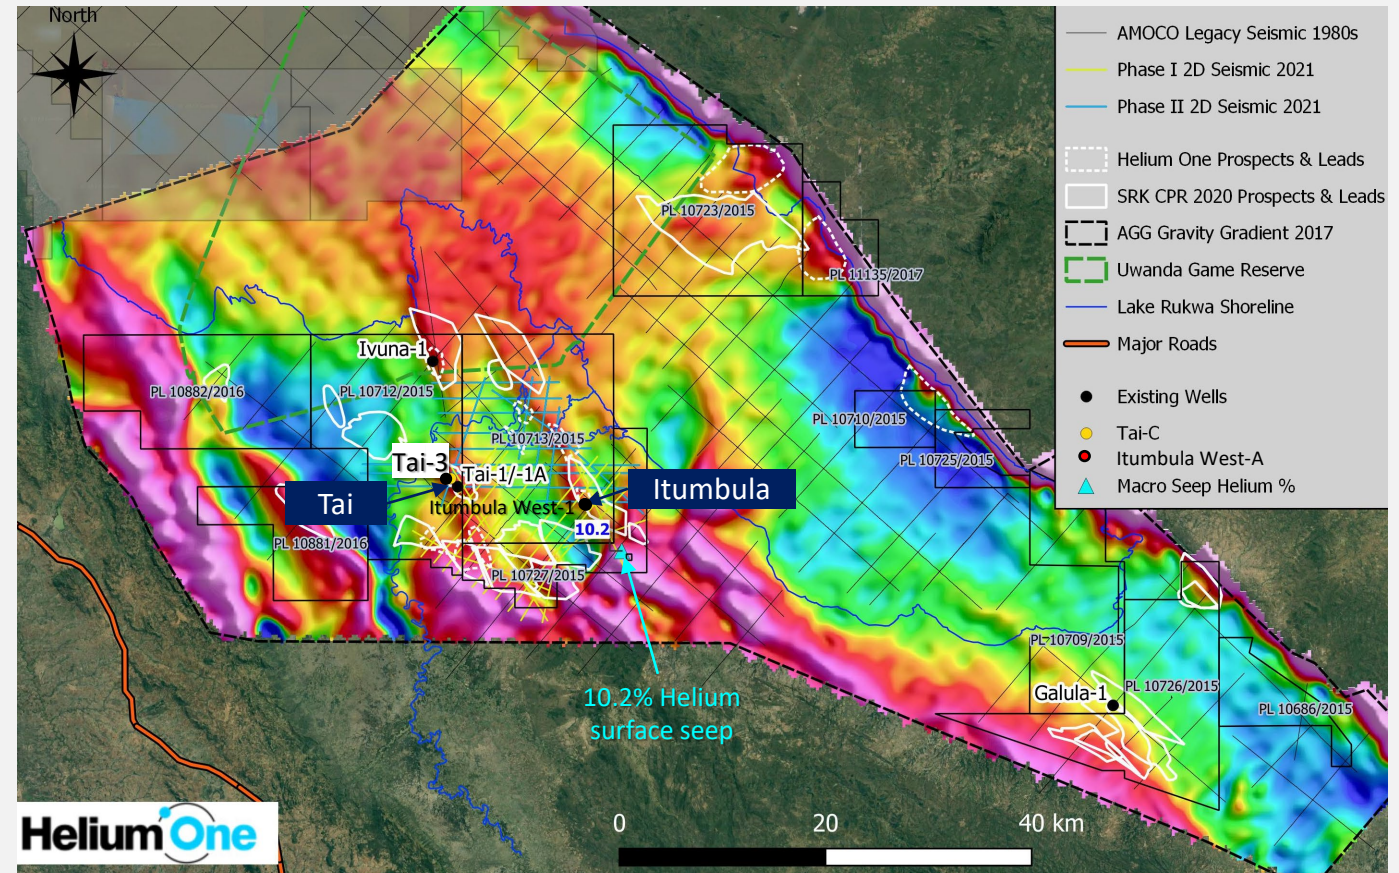 North
AMOCO Legacy Seismic 1980s
Phase I 2D Seismic 2021
Phase II 2D Seismic 2021
Helium One Prospects & Leads
SRK CPR 2020 Prospects & Leads
AGG Gravity Gradient 2017
Uwanda Game Reserve
Lake Rukwa Shoreline
Major Roads
Existing Wells
Tai-C
Itumbula West-A
Macro Seep Helium %
PL 10723/2015
PL 11135/2017
Ivuna-1
PL 10882/2016
PL 10712/2015
PL 10710/2015
PL 10713/2015
PL 10725/2015
Tai-3
Tai-1/-1A
Tai
Itumbula West-1
Itumbula
10.2
PL 10881/2016
PL 10727/2015
PL 10709/2015
PL 10726/2015
Galula-1
PL 10686/2015
10.2% Helium
surface seep
0 20 40 km
Helium One